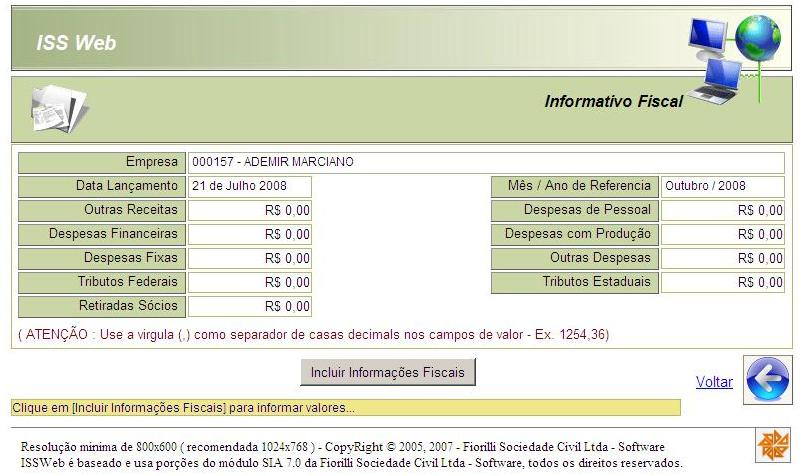 ISS Web
Informativo Fiscal
Empresa 000157 - ADEMIR MARCIANO
Data Lançamento 21 de Julho 2008 Mês / Ano de Referencia Outubro / 2008
Outras Receitas R$ 0,00 Despesas de Pessoal R$ 0,00
Despesas Financeiras R$ 0,00 Despesas com Produção R$ 0,00
Despesas Fixas R$ 0,00 Outras Despesas R$ 0,00
Tributos Federais R$ 0,00 Tributos Estaduais R$ 0,00
Retiradas Sócios R$ 0,00
( ATENÇÃO : Use a virgula (,) como separador de casas decimais nos campos de valor - Ex. 1254,36)
Incluir Informações Fiscais
Voltar
Clique em [Incluir Informações Fiscais] para informar valores...
Resolução minima de 800x600 ( recomendada 1024x768 ) - CopyRight © 2005, 2007 - Fiorilli Sociedade Civil Ltda - Software
ISSWeb é baseado e usa porções do módulo SIA 7.0 da Fiorilli Sociedade Civil Ltda - Software, todos os direitos reservados.